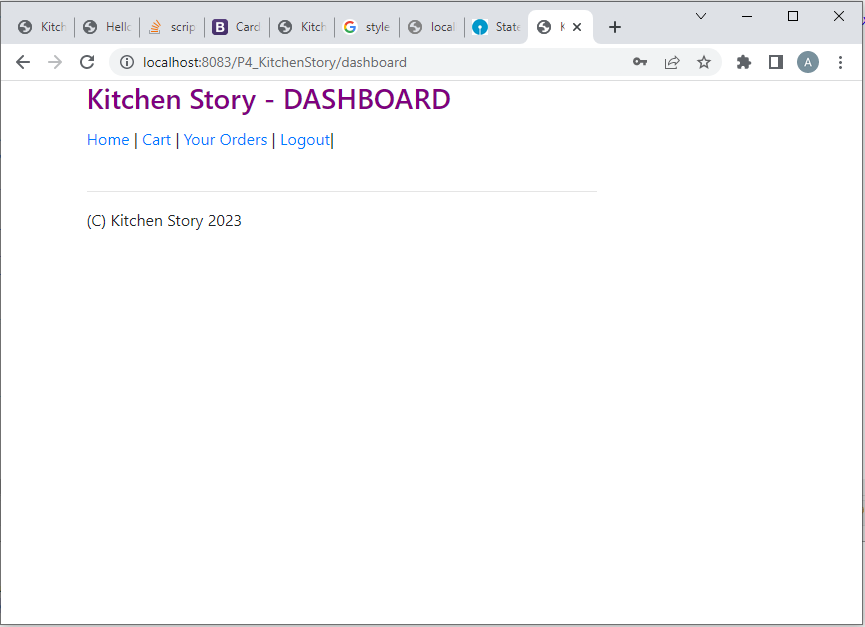 Kitch
Hello
scrip
Card
Kitch
style
local
State
K
localhost:8083/P4_KitchenStory/dashboard
A
Kitchen Story - DASHBOARD
Home | Cart | Your Orders | Logout|
(C) Kitchen Story 2023